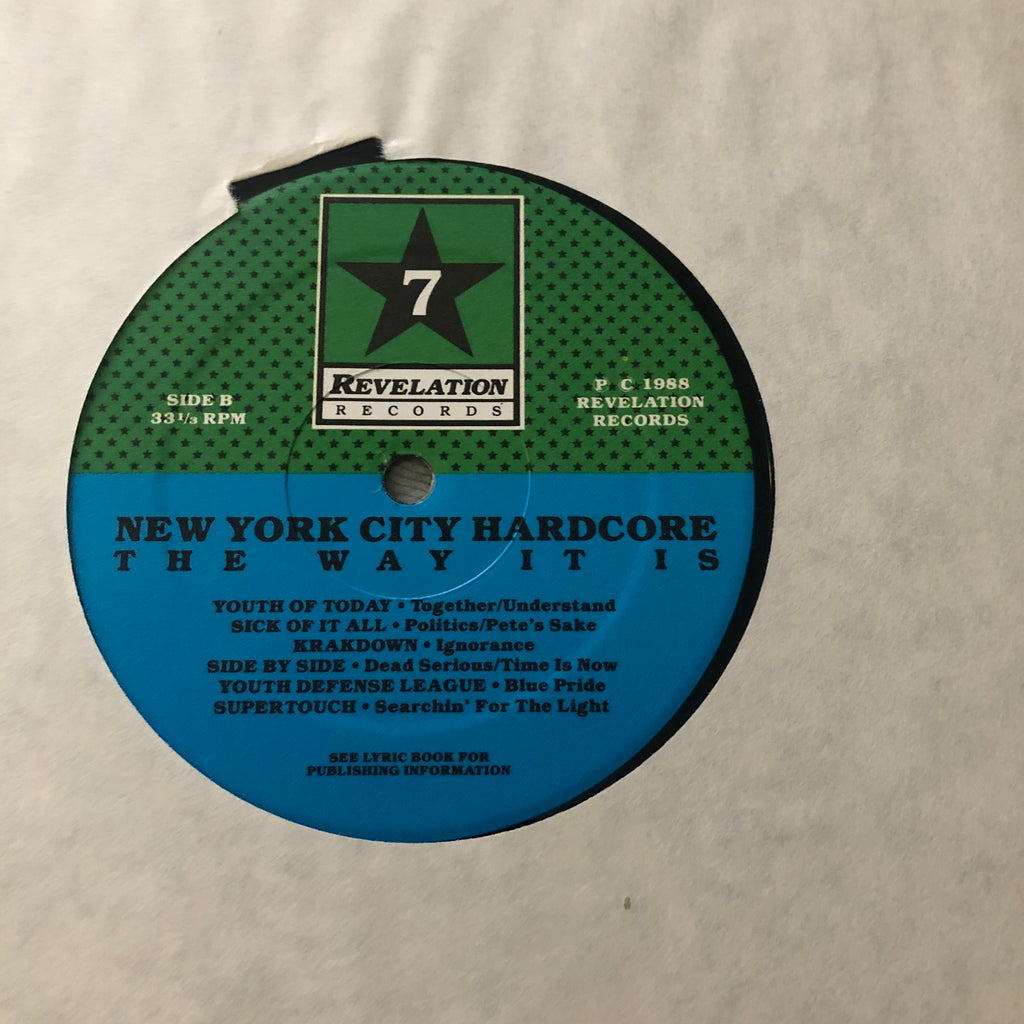 7
REVELATION
RECORDS
SIDE B
33 1/3 RPM
P C 1988
REVELATION
RECORDS
NEW YORK CITY HARDCORE
THE WAY IT IS
YOUTH OF TODAY • Together/Understand
SICK OF IT ALL • Politics/Pete's Sake
KRAKDOWN • Ignorance
SIDE BY SIDE • Dead Serious/Time Is Now
YOUTH DEFENSE LEAGUE • Blue Pride
SUPERTOUCH • Searchin' For The Light
SEE LYRIC BOOK FOR
PUBLISHING INFORMATION